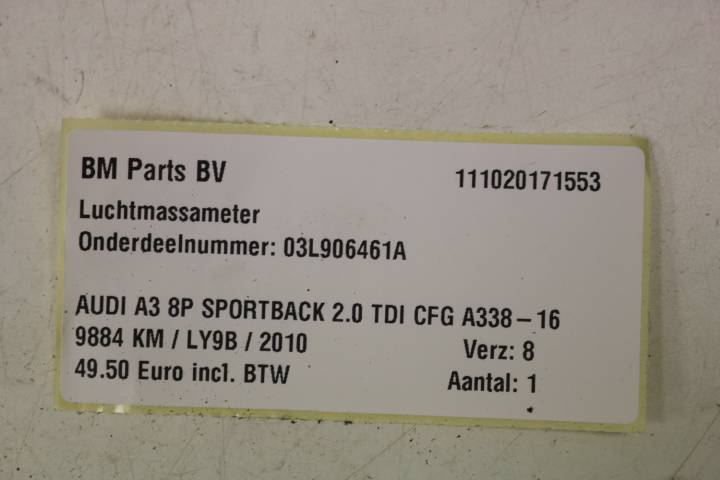 BM Parts BV 111020171553
Luchtmassameter
Onderdeelnummer: 03L906461A
AUDI A3 8P SPORTBACK 2.0 TDI CFG A338-16
9884 KM / LY9B / 2010 Verz: 8
49.50 Euro incl. BTW Aantal: 1